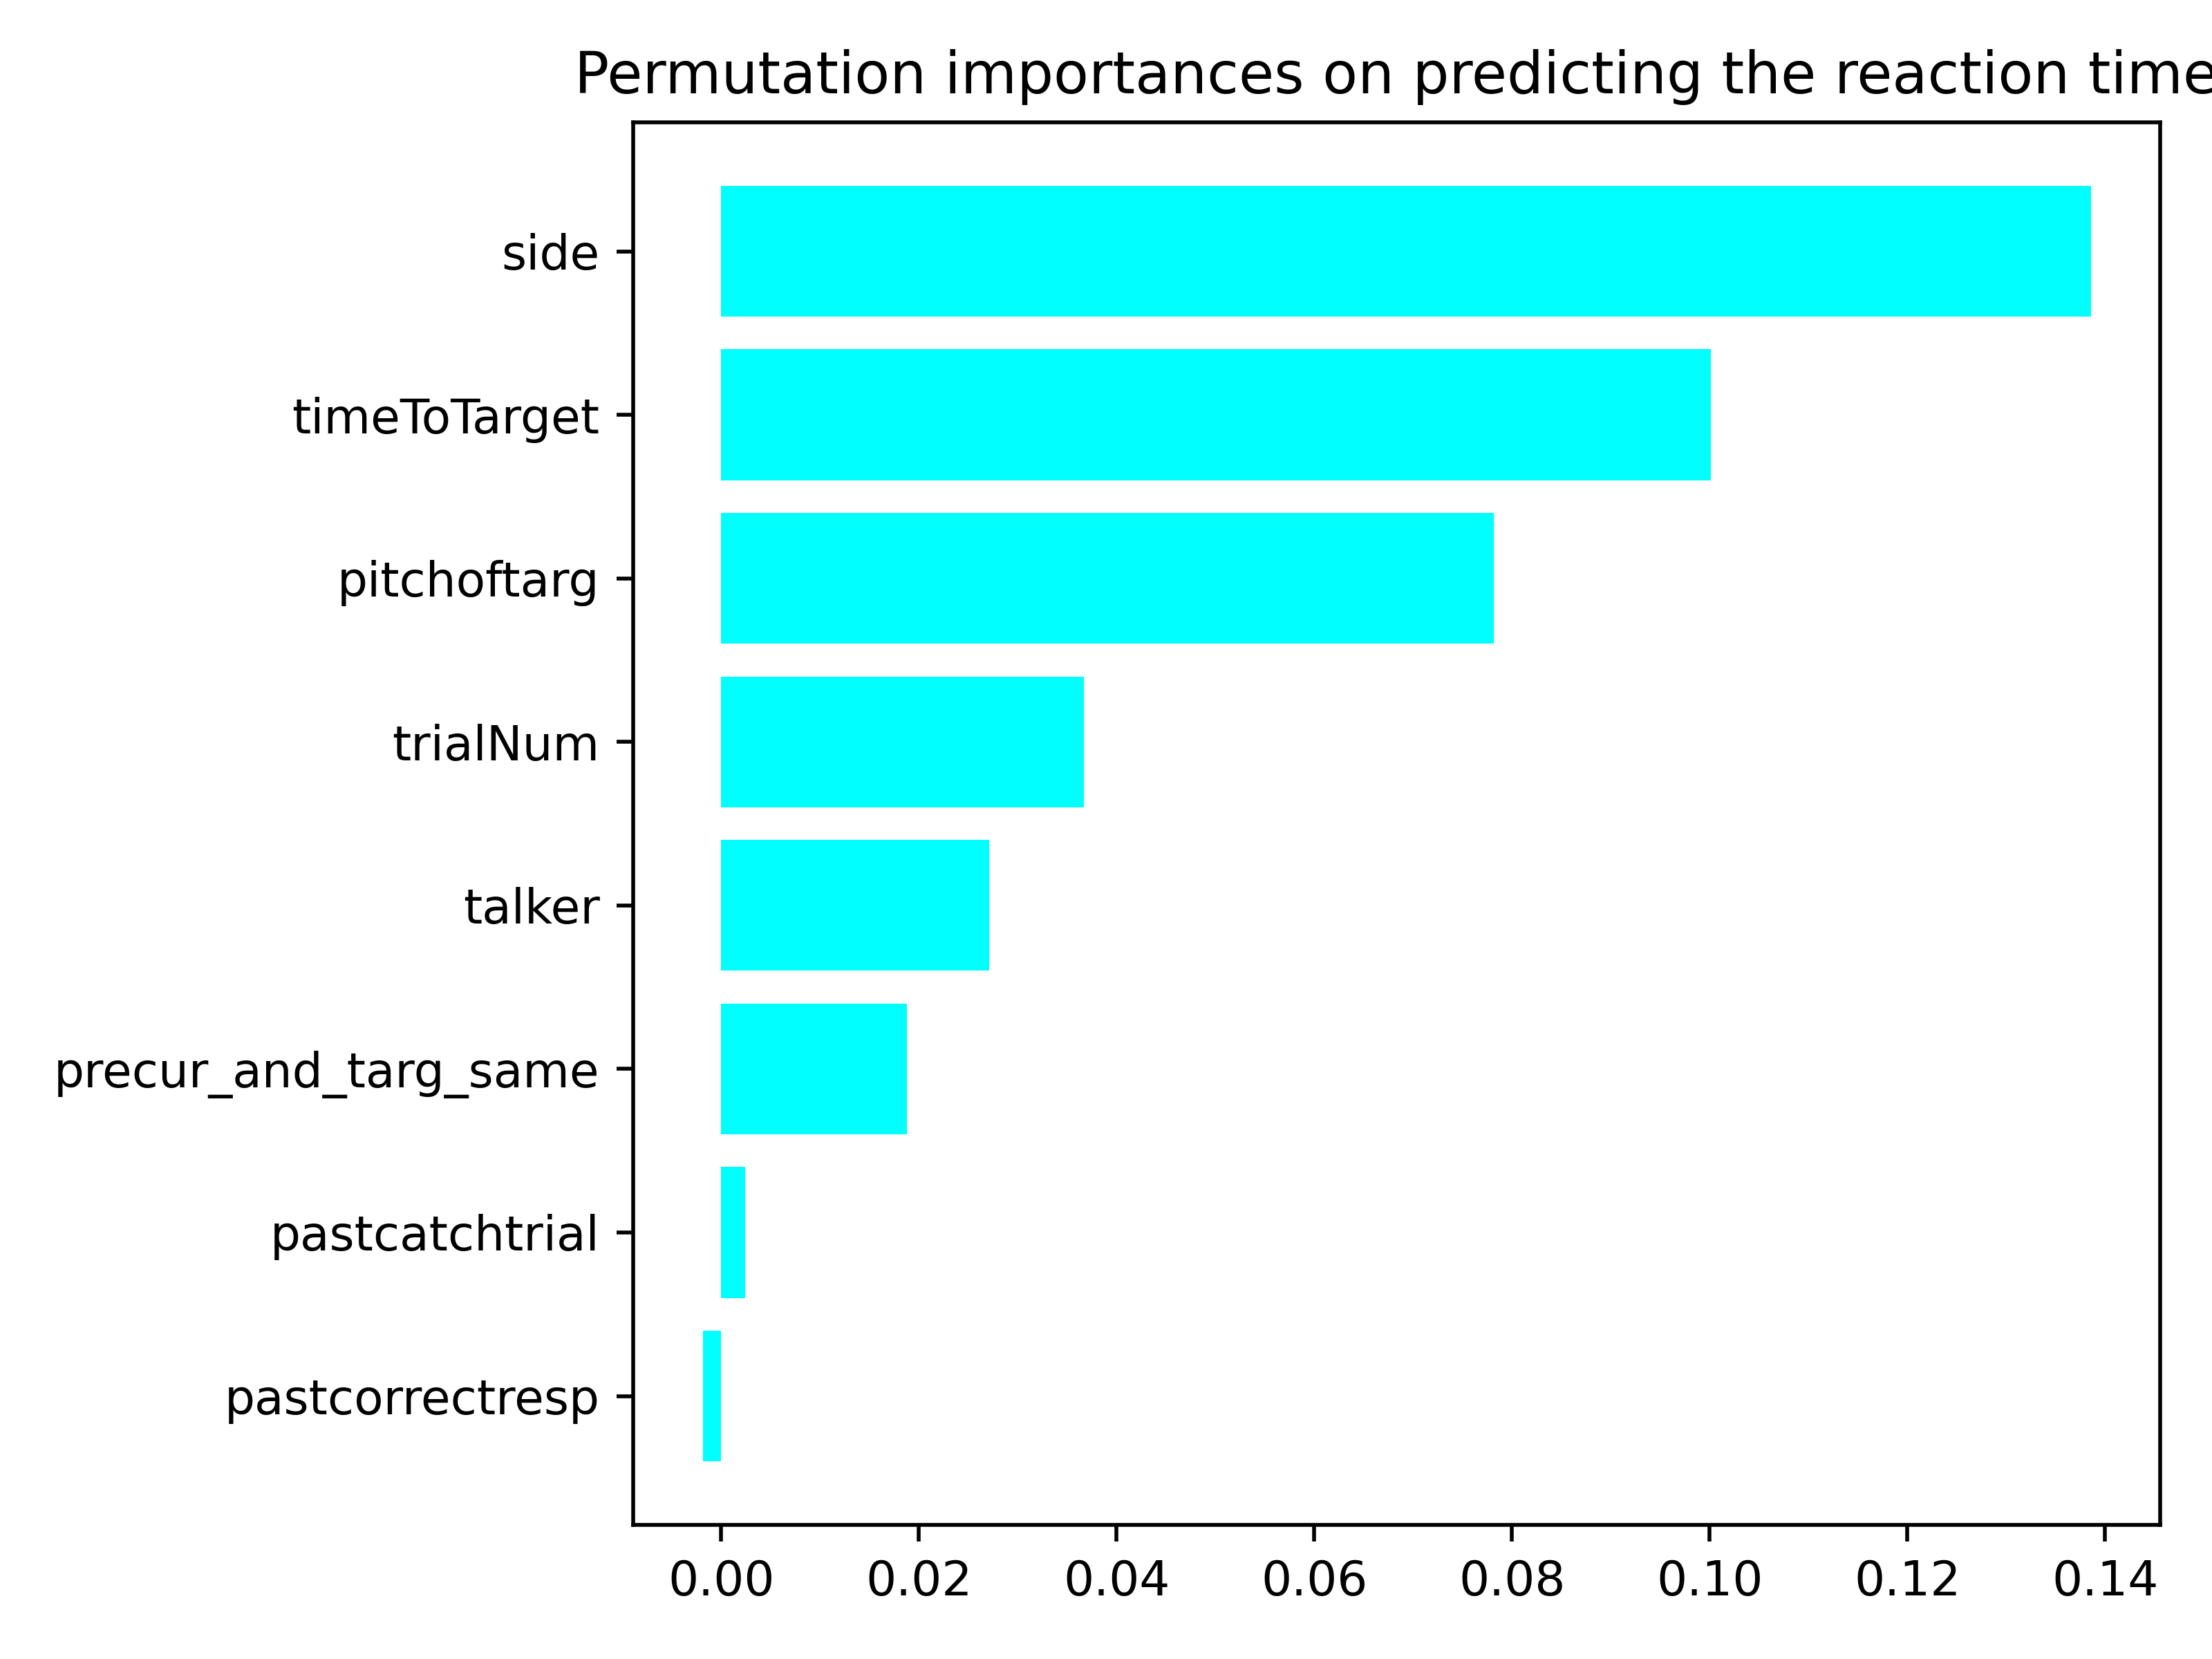 Permutation importances on predicting the reaction time
side
timeToTarget
pitchoftarg
trialNum
talker
precur_and_targ_same
pastcatchtrial
pastcorrectresp
0.00 0.02 0.04 0.06 0.08 0.10 0.12 0.14